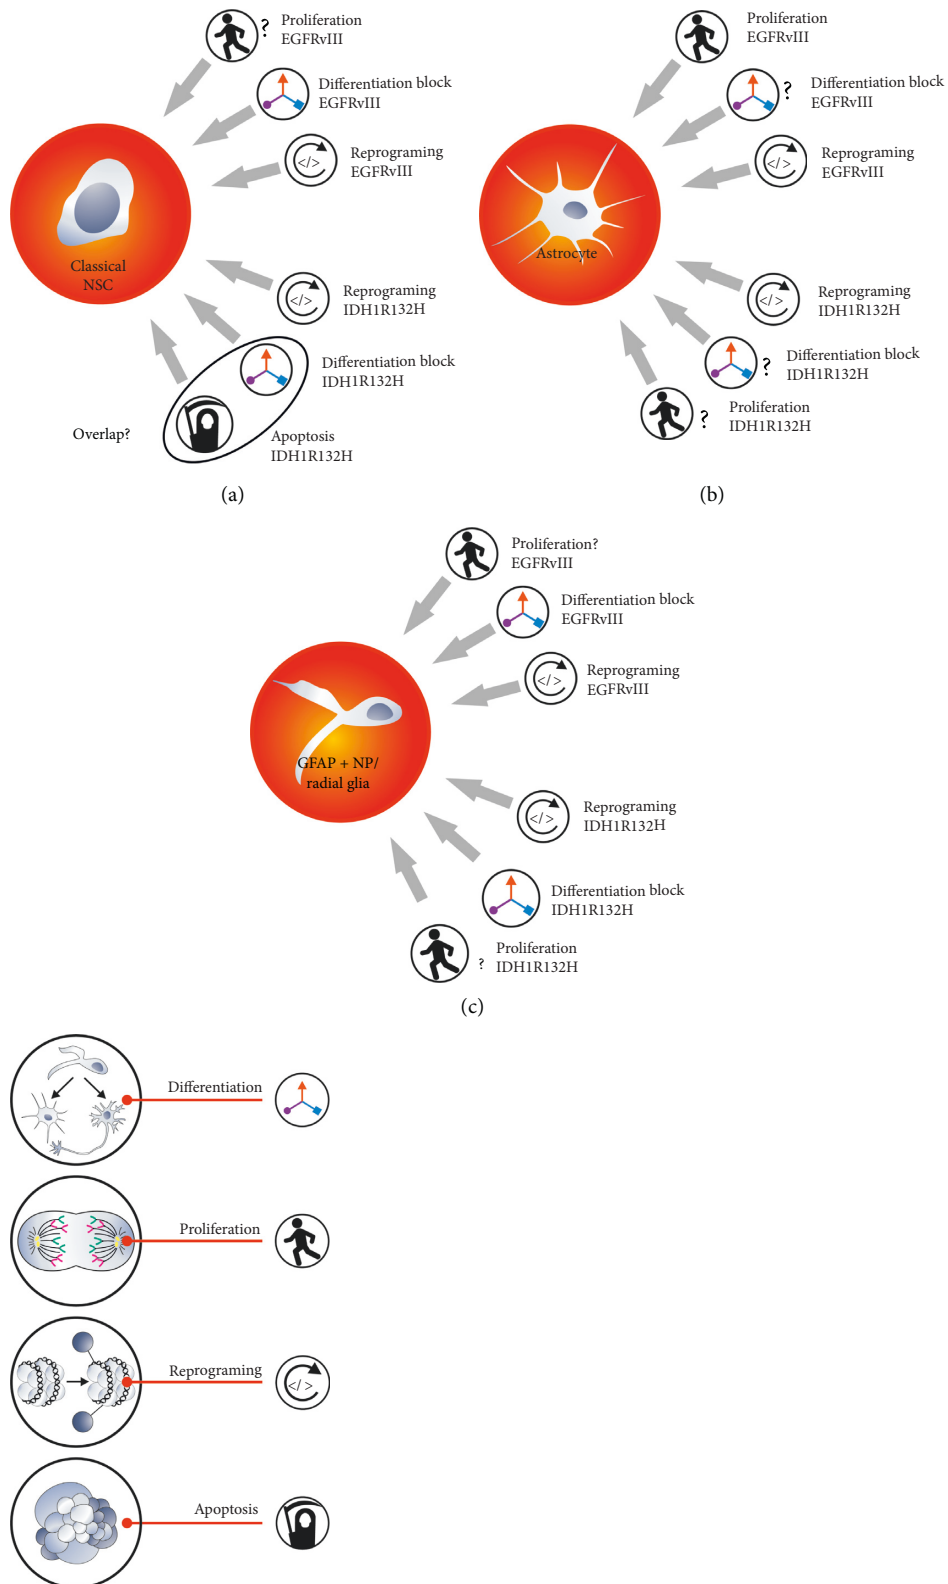 Proliferation
? EGFRvIII
Differentiation block
EGFRvIII
Reprograming
EGFRvIII
</>
Classical
NSC
Reprograming
IDH1R132H
</>
Differentiation block
IDH1R132H
Overlap?
Apoptosis
IDH1R132H
(a)
Proliferation
EGFRvIII
? Differentiation block
EGFRvIII
Reprograming
EGFRvIII
</>
Astrocyte
Reprograming
IDH1R132H
</>
? Differentiation block
IDH1R132H
? Proliferation
IDH1R132H
(b)
Proliferation?
EGFRvIII
Differentiation block
EGFRvIII
Reprograming
EGFRvIII
</>
GFAP + NP/
radial glia
Reprograming
IDH1R132H
</>
Differentiation block
IDH1R132H
Proliferation
? IDH1R132H
(c)
Differentiation
Proliferation
Reprograming
</>
Apoptosis